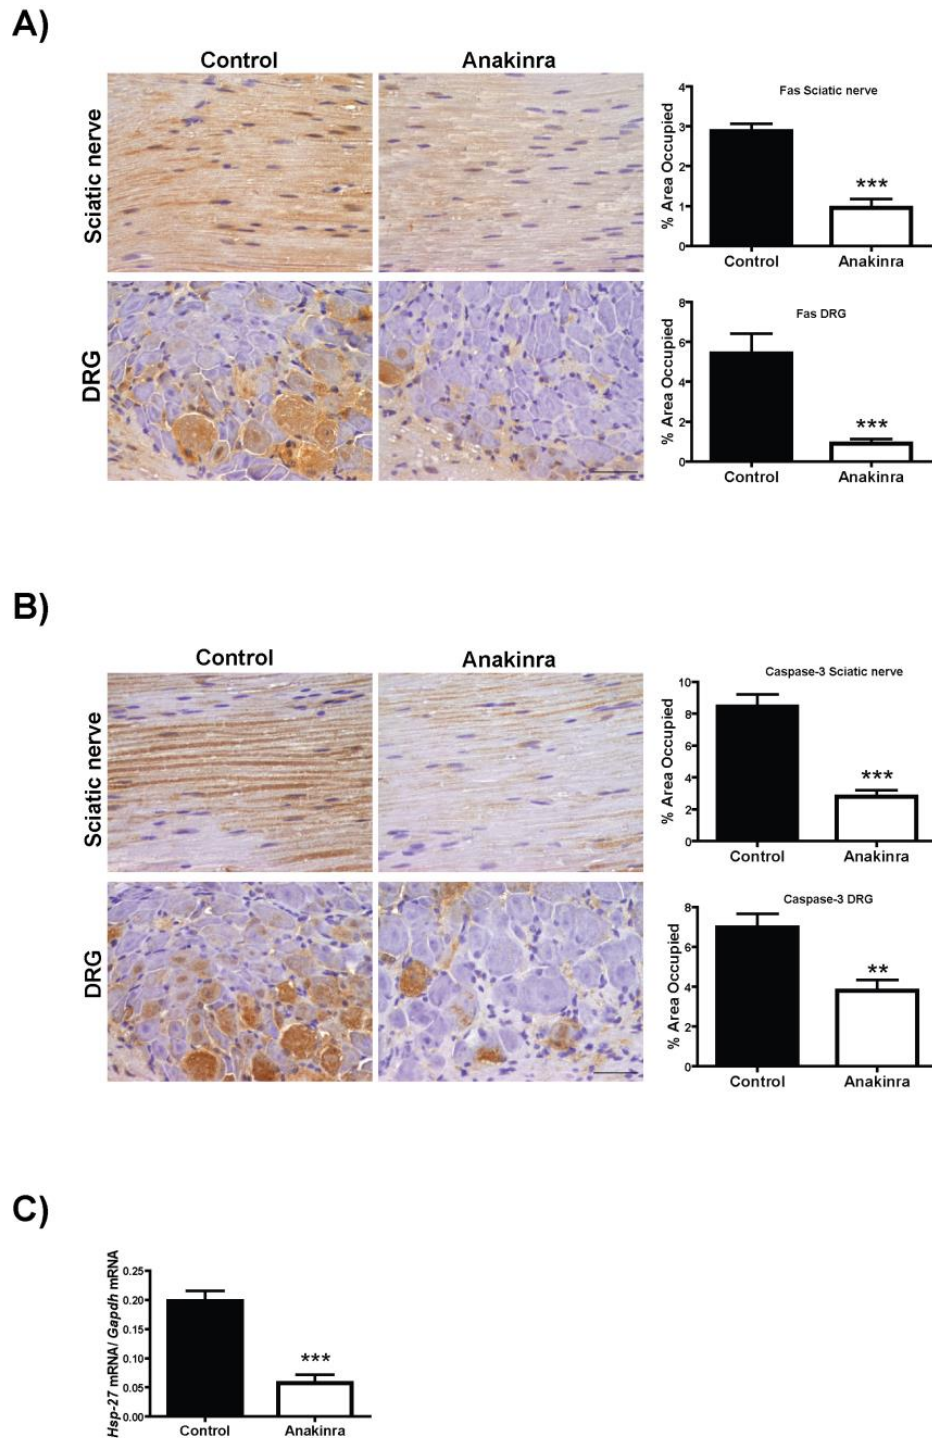 A)
Control Anakinra
Sciatic nerve
DRG
Fas Sciatic nerve
% Area Occupied
4
3
2
1
0
***
Control Anakinra
Fas DRG
% Area Occupied
8
6
4
2
0
***
Control Anakinra
B)
Control Anakinra
Sciatic nerve
DRG
Caspase-3 Sciatic nerve
% Area Occupied
10
8
6
4
2
0
***
Control Anakinra
Caspase-3 DRG
% Area Occupied
8
6
4
2
0
**
Control Anakinra
C)
Hsp-27 mRNA/ Gapdh mRNA
0.25
0.20
0.15
0.10
0.05
0.00
***
Control Anakinra